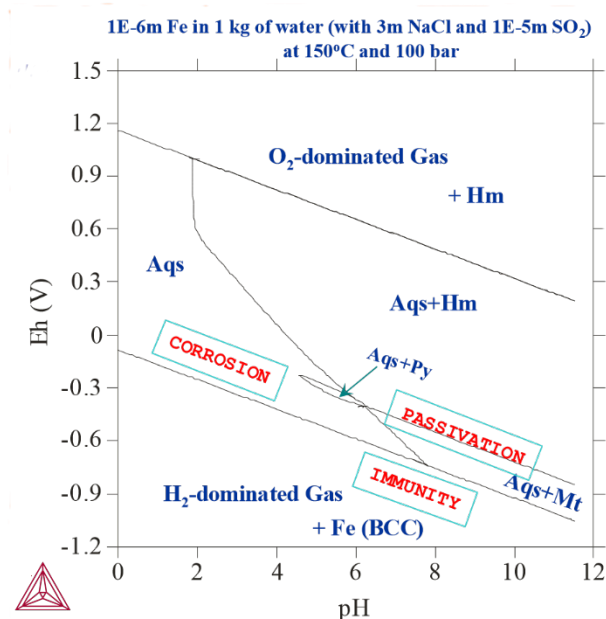 1E-6m Fe in 1 kg of water (with 3m NaCl and 1E-5m SO2)
at 150°C and 100 bar
1.5
1.2
0.9
0.6
0.3
0
-0.3
-0.6
-0.9
-1.2
Eh (V)
O2-dominated Gas
+ Hm
Aqs
Aqs+Hm
CORROSION
Aqs+Py
PASSIVATION
IMMUNITY
Aqs+Mt
H2-dominated Gas
+ Fe (BCC)
0 2 4 6 8 10 12
pH